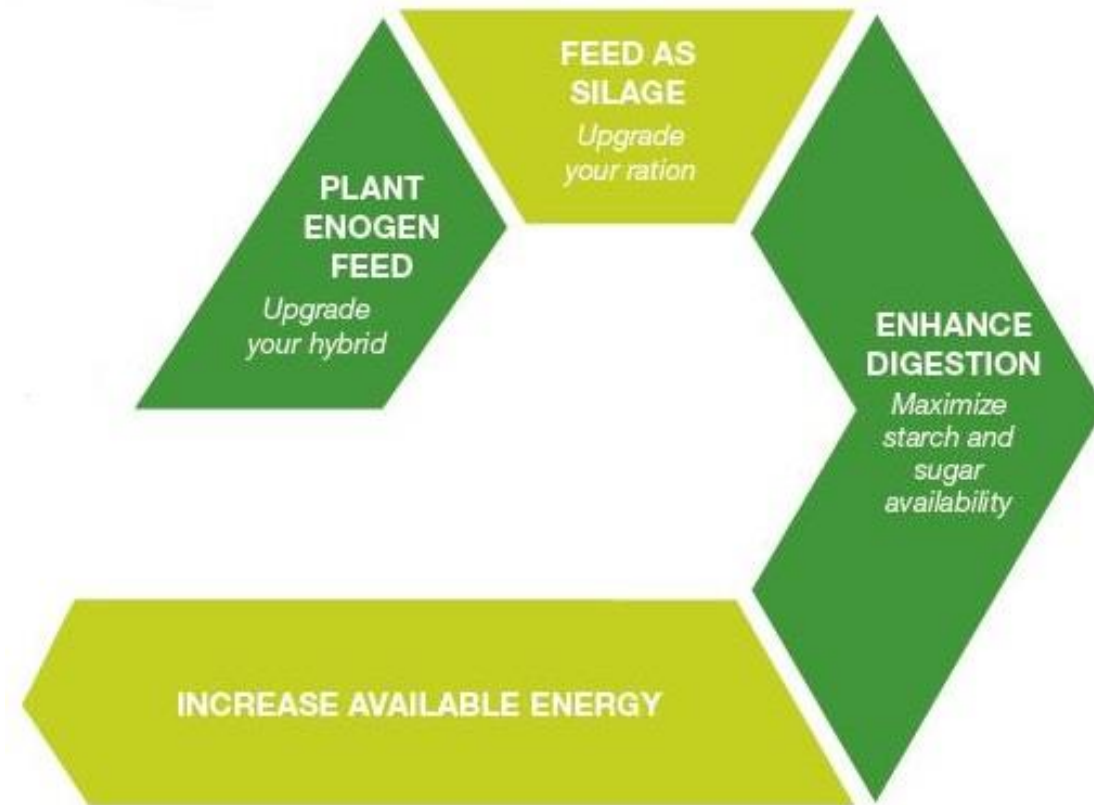 PLANT
ENOGEN
FEED
Upgrade
your hybrid
FEED AS
SILAGE
Upgrade
your ration
ENHANCE
DIGESTION
Maximize
starch and
sugar
availability
INCREASE AVAILABLE ENERGY